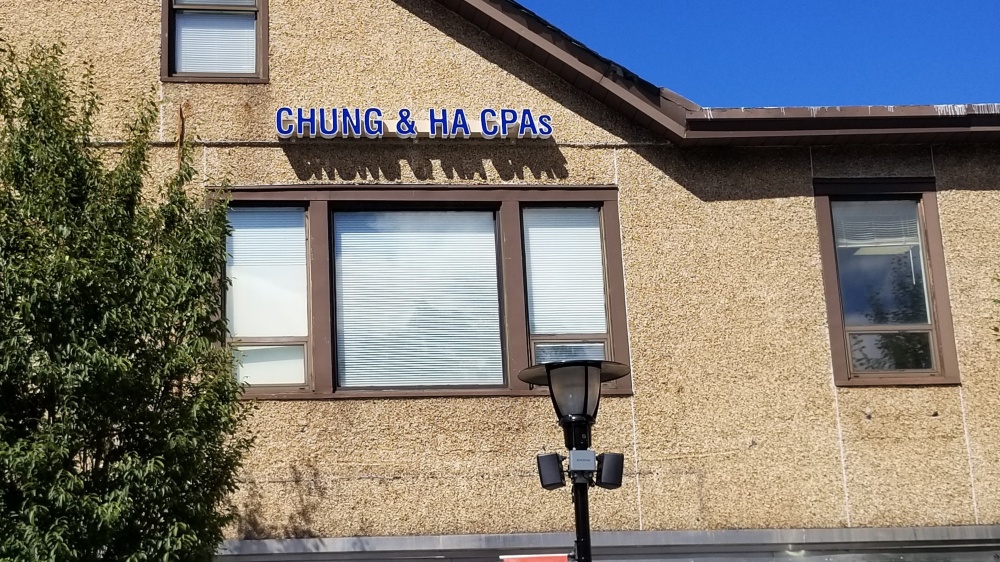 CHUNG & HA CPAs